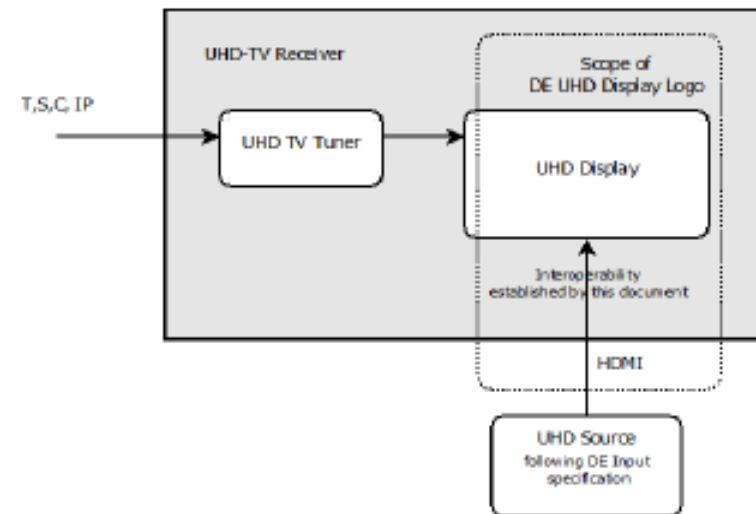 UHD-TV Receiver
Scope of
DE UHD Display Logo
T,S,C, IP
UHD TV Tuner
UHD Display
Interoperability
established by this document
HDMI
UHD Source
following DE Input
specification